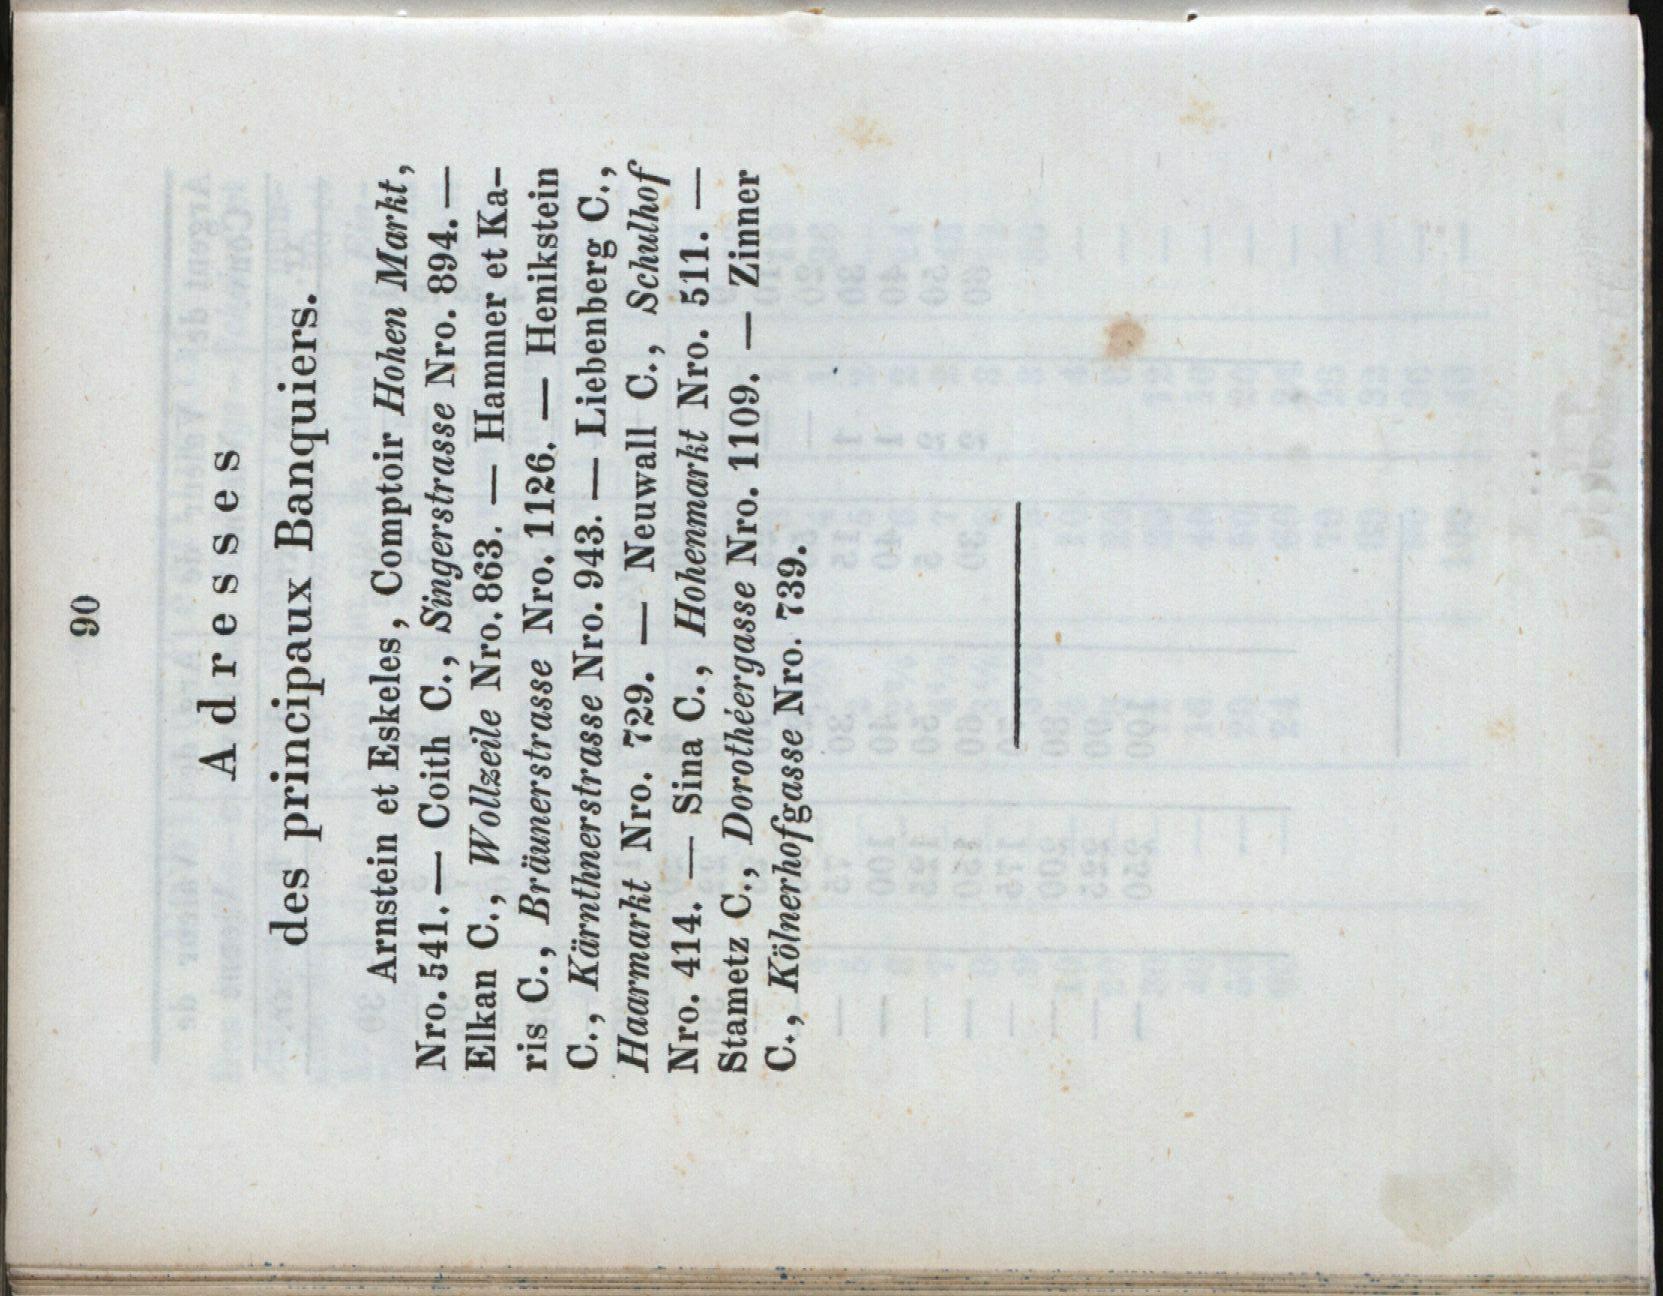 90
Adresses
des principaux Banquiers.
Arnstein et Eskeles, Comptoir Hohen Markt,
Nro. 541. — Coith C., Singerstrasse Nro. 894. —
Elkan C., Wollzeile Nro. 863. — Hammer et Ka-
ris C., Bräunerstrasse Nro. 1126. — Henikstein
C., Kärnthnerstrasse Nro. 943. — Liebenberg C.,
Haarmarkt Nro. 729. — Neuwall C., Schulhof
Nro. 414. — Sina C., Hohenmarkt Nro. 511. —
Stametz C., Dorothéergasse Nro. 1109. — Zinner
C., Kölnerhofgasse Nro. 739.